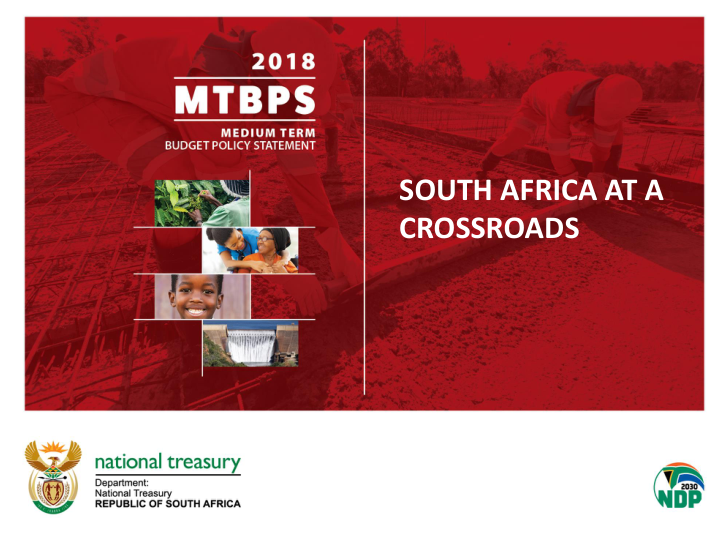 2018
MTBPS
MEDIUM TERM
BUDGET POLICY STATEMENT
SOUTH AFRICA AT A
CROSSROADS
national treasury
Department:
National Treasury
REPUBLIC OF SOUTH AFRICA
2030
NDP